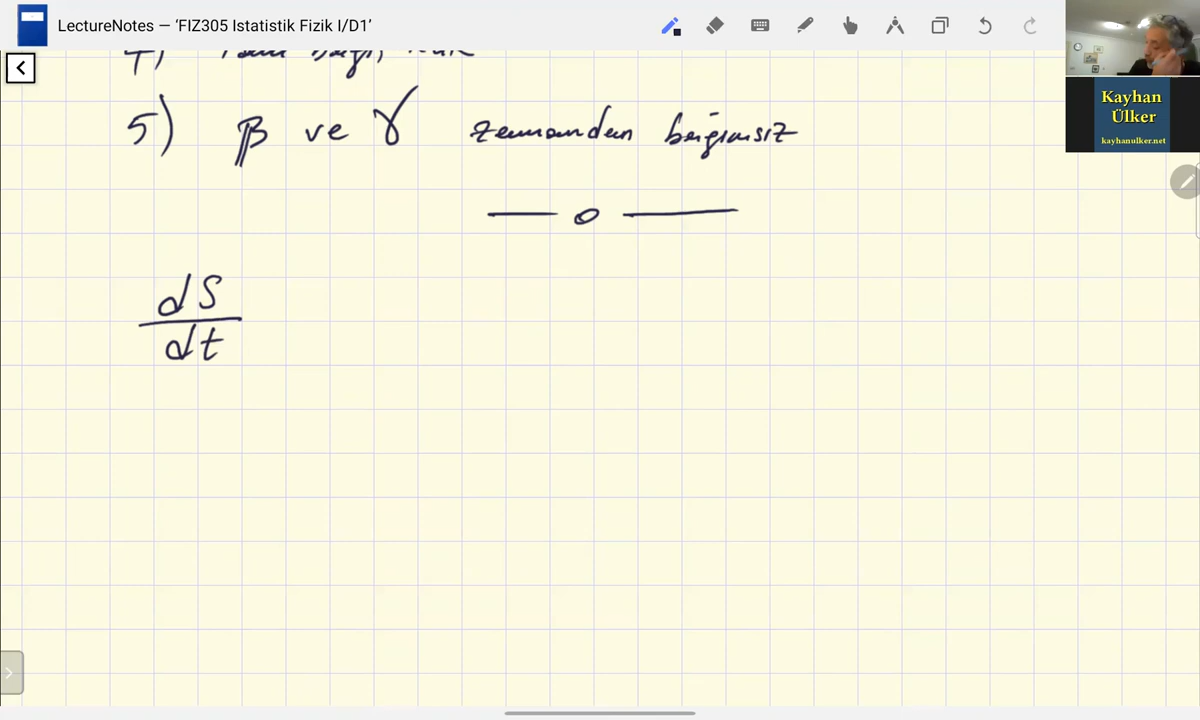 LectureNotes — ‘FIZ305 Istatistik Fizik I/D1’
Kayhan
Ülker
kayhanulker.net
5) β ve γ zamandan bağımsız
dS
dt